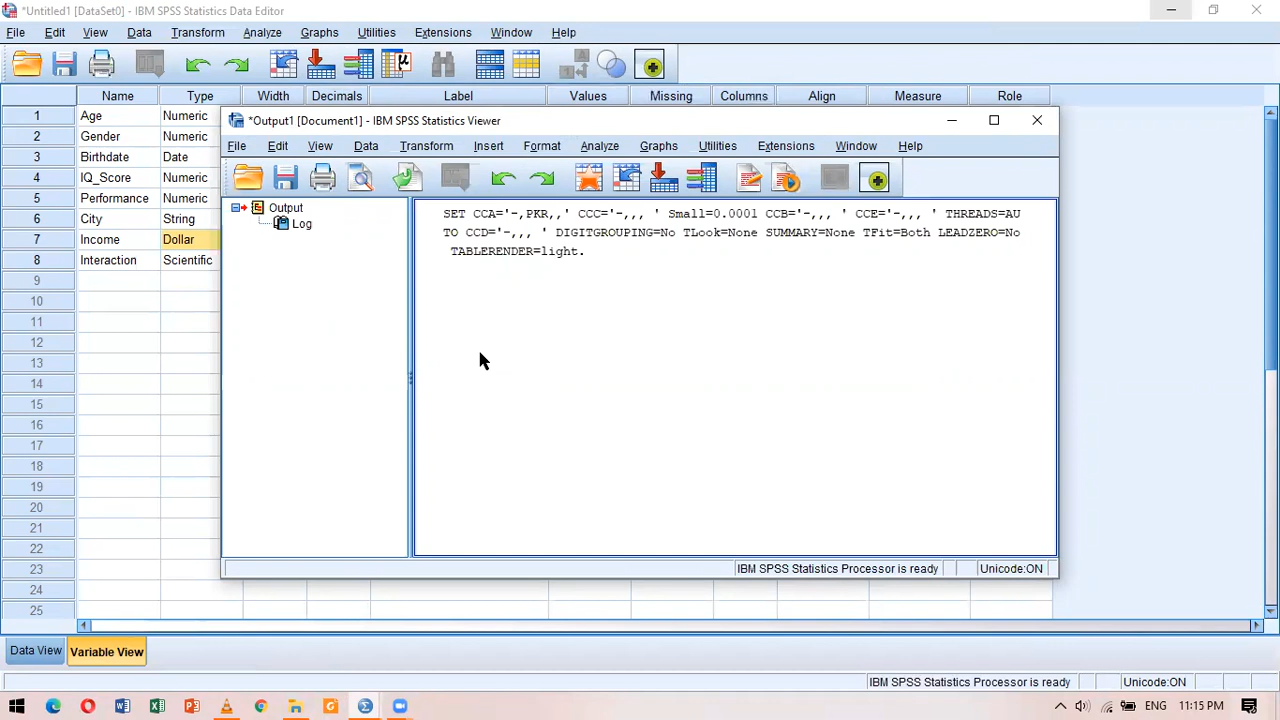 *Untitled1 [DataSet0] - IBM SPSS Statistics Data Editor
File Edit View Data Transform Analyze Graphs Utilities Extensions Window Help
Name Type Width Decimals Label Values Missing Columns Align Measure Role
1 Age Numeric
2 Gender Numeric
3 Birthdate Date
4 IQ_Score Numeric
5 Performance Numeric
6 City String
7 Income Dollar
8 Interaction Scientific
9
10
11
12
13
14
15
16
17
18
19
20
21
22
23
24
25
*Output1 [Document1] - IBM SPSS Statistics Viewer
File Edit View Data Transform Insert Format Analyze Graphs Utilities Extensions Window Help
Output
Log
SET CCA='-,PKR,,' CCC='-,,, ' Small=0.0001 CCB='-,,, ' CCE='-,,, ' THREADS=AU
TO CCD='-,,, ' DIGITGROUPING=No TLook=None SUMMARY=None TFit=Both LEADZERO=No
TABLERENDER=light.
IBM SPSS Statistics Processor is ready Unicode:ON
Data View Variable View
IBM SPSS Statistics Processor is ready Unicode:ON
ENG 11:15 PM